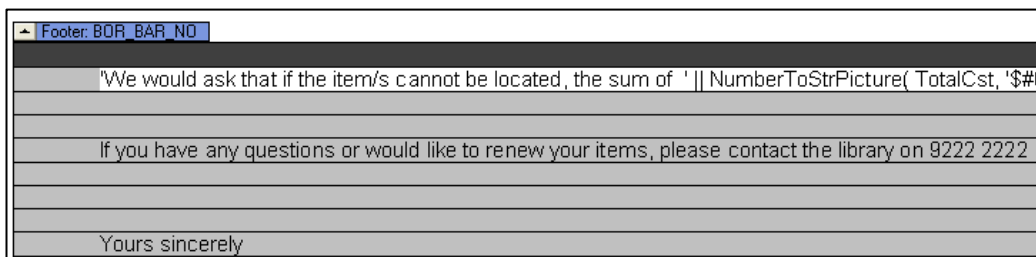 Footer: BOR_BAR_NO
'We would ask that if the item/s cannot be located, the sum of ' || NumberToStrPicture( TotalCst, '$#
If you have any questions or would like to renew your items, please contact the library on 9222 2222
Yours sincerely